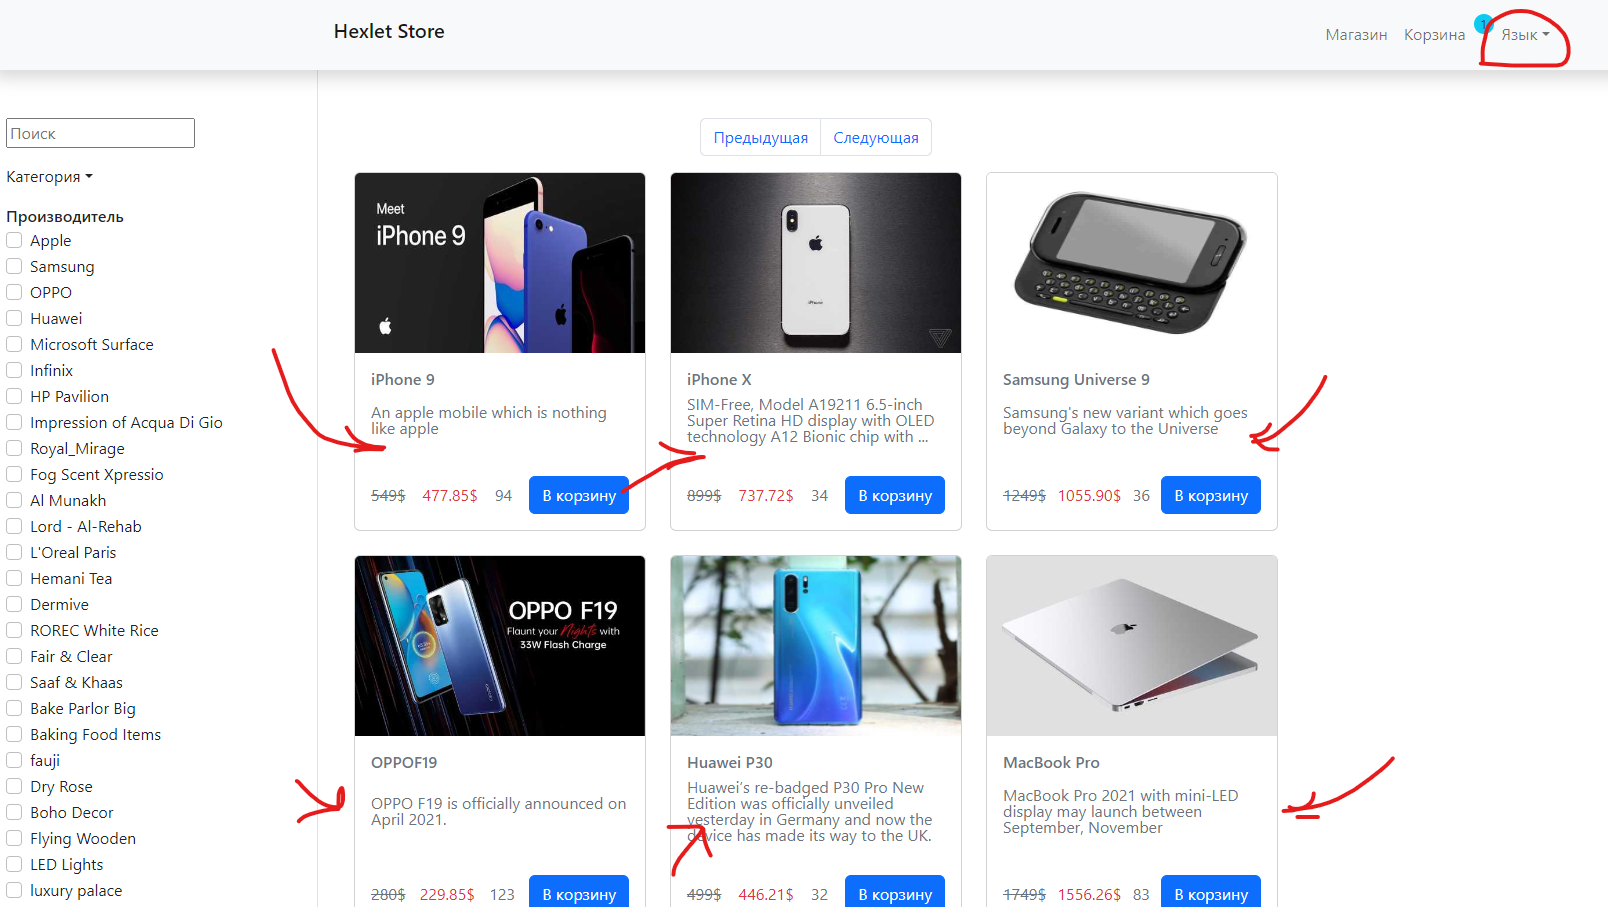 Hexlet Store
Магазин Корзина 1 Язык
Поиск
Категория
Производитель
Apple
Samsung
OPPO
Huawei
Microsoft Surface
Infinix
HP Pavilion
Impression of Acqua Di Gio
Royal_Mirage
Fog Scent Xpressio
Al Munakh
Lord - Al-Rehab
L'Oreal Paris
Hemani Tea
Dermive
ROREC White Rice
Fair & Clear
Saaf & Khaas
Bake Parlor Big
Baking Food Items
fauji
Dry Rose
Boho Decor
Flying Wooden
LED Lights
luxury palace
Предыдущая Следующая
Meet
iPhone 9
iPhone 9
An apple mobile which is nothing
like apple
549$ 477.85$ 94 В корзину
iPhone
iPhone X
SIM-Free, Model A19211 6.5-inch
Super Retina HD display with OLED
technology A12 Bionic chip with ...
899$ 737.72$ 34 В корзину
Samsung Universe 9
Samsung's new variant which goes
beyond Galaxy to the Universe
1249$ 1055.90$ 36 В корзину
OPPO F19
Flaunt your Nights with
33W Flash Charge
OPPOF19
OPPO F19 is officially announced on
April 2021.
280$ 229.85$ 123 В корзину
Huawei P30
Huawei's re-badged P30 Pro New
Edition was officially unveiled
yesterday in Germany and now the
device has made its way to the UK.
499$ 446.21$ 32 В корзину
MacBook Pro
MacBook Pro 2021 with mini-LED
display may launch between
September, November
1749$ 1556.26$ 83 В корзину